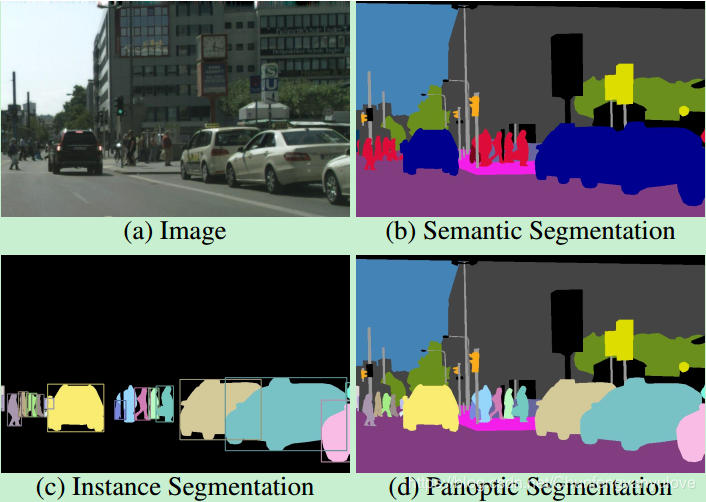 (a) Image
(b) Semantic Segmentation
S
U
(c) Instance Segmentation
(d) Panoptic Segmentation